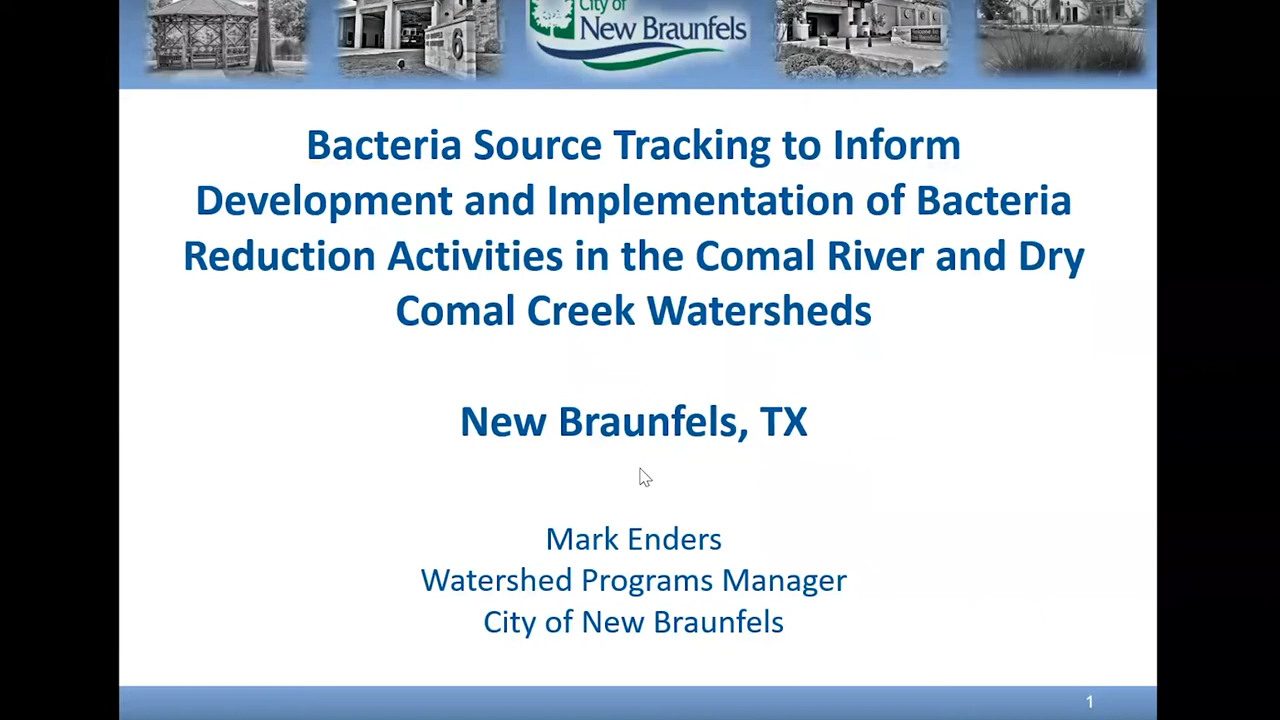 City of
New Braunfels
6
Bacteria Source Tracking to Inform
Development and Implementation of Bacteria
Reduction Activities in the Comal River and Dry
Comal Creek Watersheds
New Braunfels, TX
Mark Enders
Watershed Programs Manager
City of New Braunfels
1